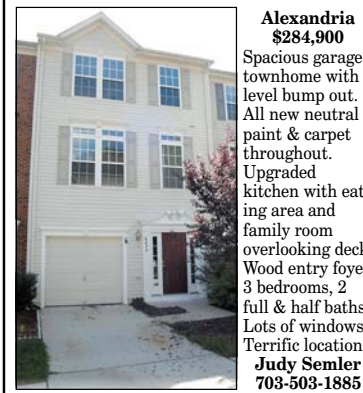 Alexandria
$284,900
Spacious garage
townhome with
level bump out.
All new neutral
paint & carpet
throughout.
Upgraded
kitchen with eat
ing area and
family room
overlooking deck
Wood entry foye
3 bedrooms, 2
full & half baths
Lots of windows
Terrific location
Judy Semler
703-503-1885